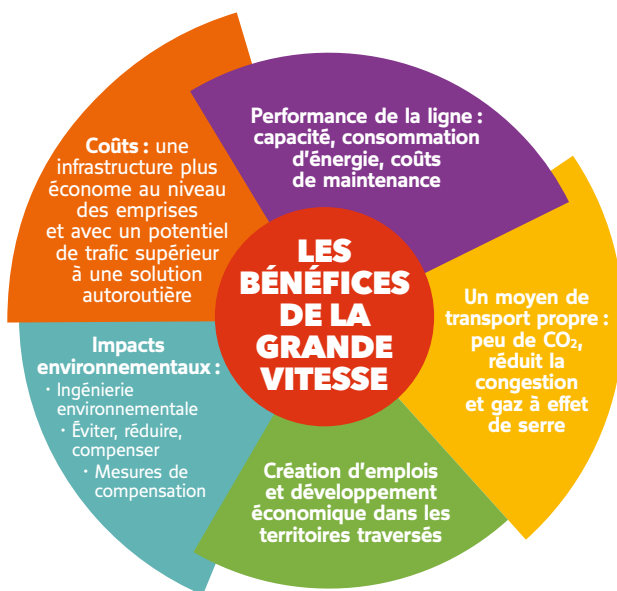 LES
BÉNÉFICES
DE LA
GRANDE
VITESSE
Performance de la ligne :
capacité, consommation
d’énergie, coûts
de maintenance
Un moyen de
transport propre :
peu de CO₂,
réduit la
congestion
et gaz à effet
de serre
Création d’emplois
et développement
économique dans les
territoires traversés
Impacts
environnementaux :
· Ingénierie
environnementale
· Éviter, réduire,
compenser
· Mesures de
compensation
Coûts : une
infrastructure plus
économe au niveau
des emprises
et avec un potentiel
de trafic supérieur
à une solution
autoroutière